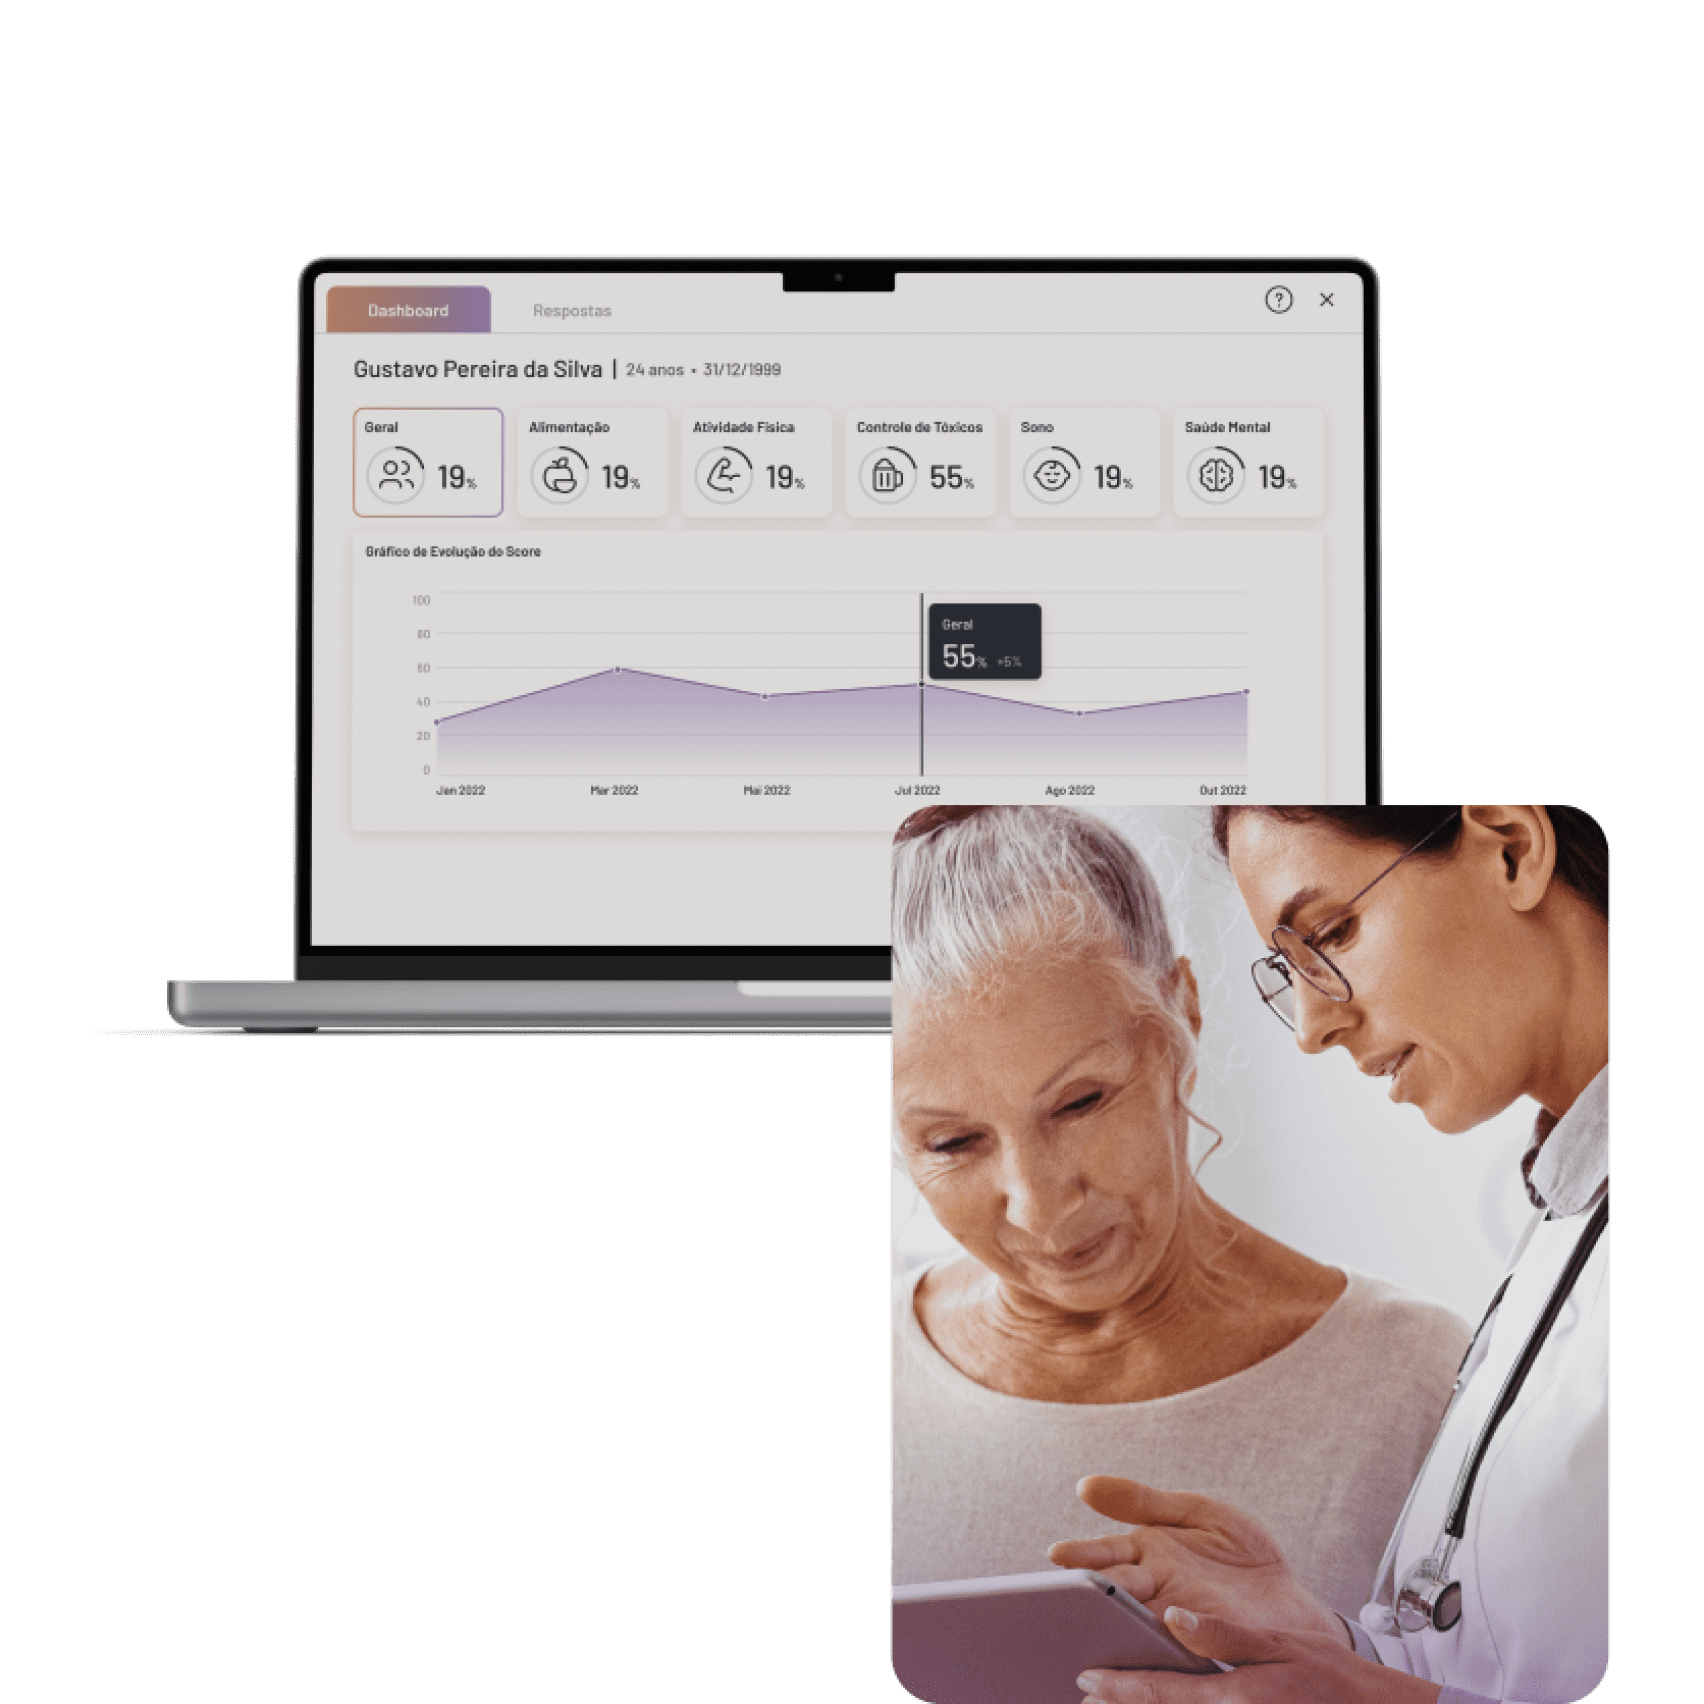 Dashboard
Respostas
?
Gustavo Pereira da Silva | 24 anos • 31/12/1999
Geral
19%
Alimentação
19%
Atividade Física
19%
Controle de Tóxicos
55%
Sono
19%
Saúde Mental
19%
Gráfico de Evolução do Score
100
80
60
40
20
0
Geral
55% +5%
Jan 2022
Mar 2022
Mai 2022
Jul 2022
Ago 2022
Out 2022